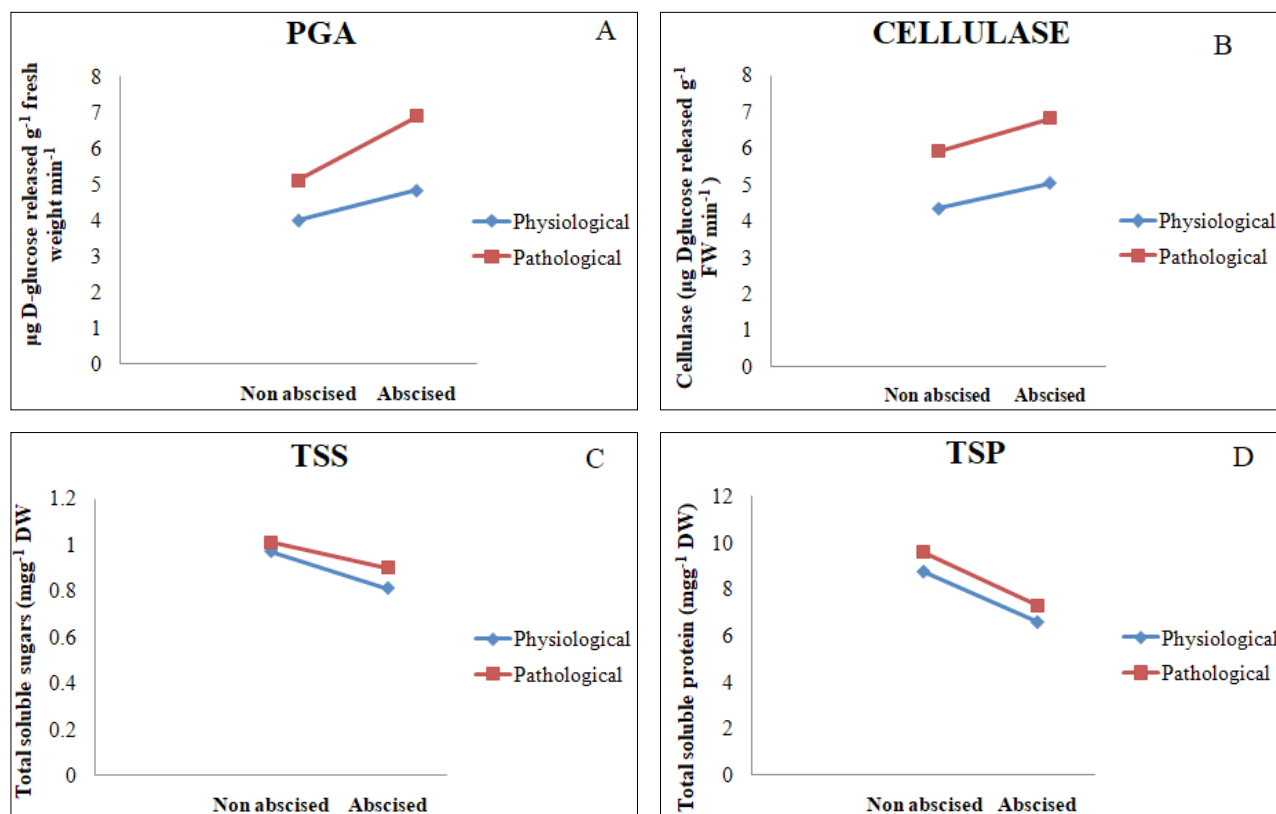 PGA
A
µg D-glucose released g⁻¹ fresh
weight min⁻¹
8
7
6
5
4
3
2
1
0
Non abscised Abscised
Physiological
Pathological
CELLULASE
B
Cellulase (µg Dglucose released g⁻¹
FW min⁻¹ )
8
7
6
5
4
3
2
1
0
Non abscised Abscised
Physiological
Pathological
TSS
C
Total soluble sugars (mgg⁻¹ DW
1.2
1
0.8
0.6
0.4
0.2
0
Non abscised Abscised
Physiological
Pathological
TSP
D
Total soluble protein (mgg⁻¹ DW)
12
10
8
6
4
2
0
Non abscised Abscised
Physiological
Pathological